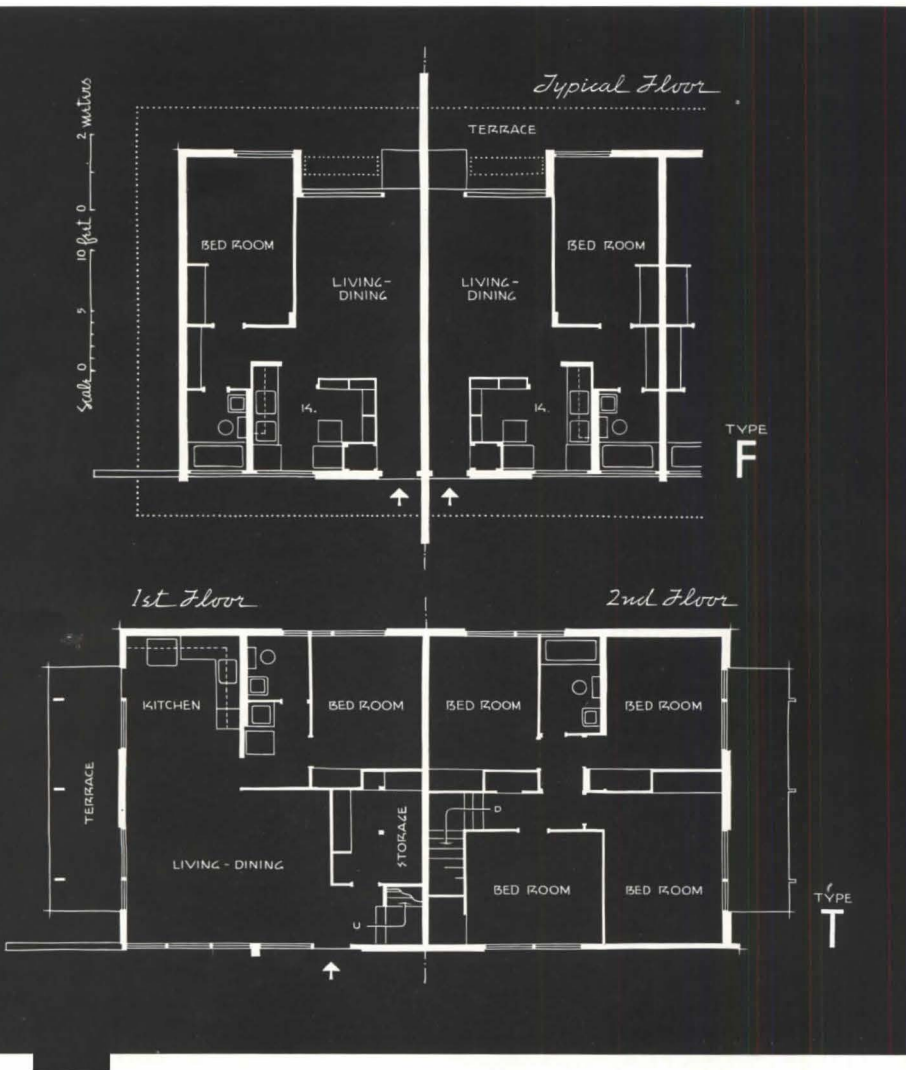 Typical Floor
TERRACE
Scale 0 5 10 feet 0 2 meters
BED ROOM
BED ROOM
LIVING-
DINING
LIVING-
DINING
K.
K.
TYPE
F
1st Floor
2nd Floor
KITCHEN
BED ROOM
BED ROOM
BED ROOM
TERRACE
STORAGE
D
LIVING-DINING
BED ROOM
BED ROOM
U
TYPE
T